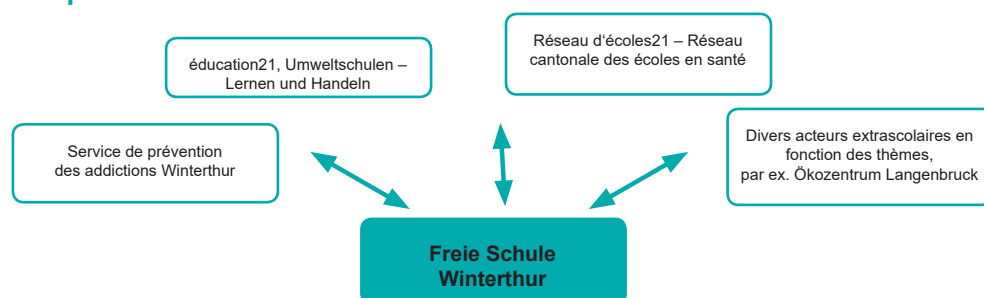 Réseau d‘écoles21 – Réseau
cantonale des écoles en santé
éducation21, Umweltschulen –
Lernen und Handeln
Service de prévention
des addictions Winterthur
Divers acteurs extrascolaires en
fonction des thèmes,
par ex. Ökozentrum Langenbruck
Freie Schule
Winterthur